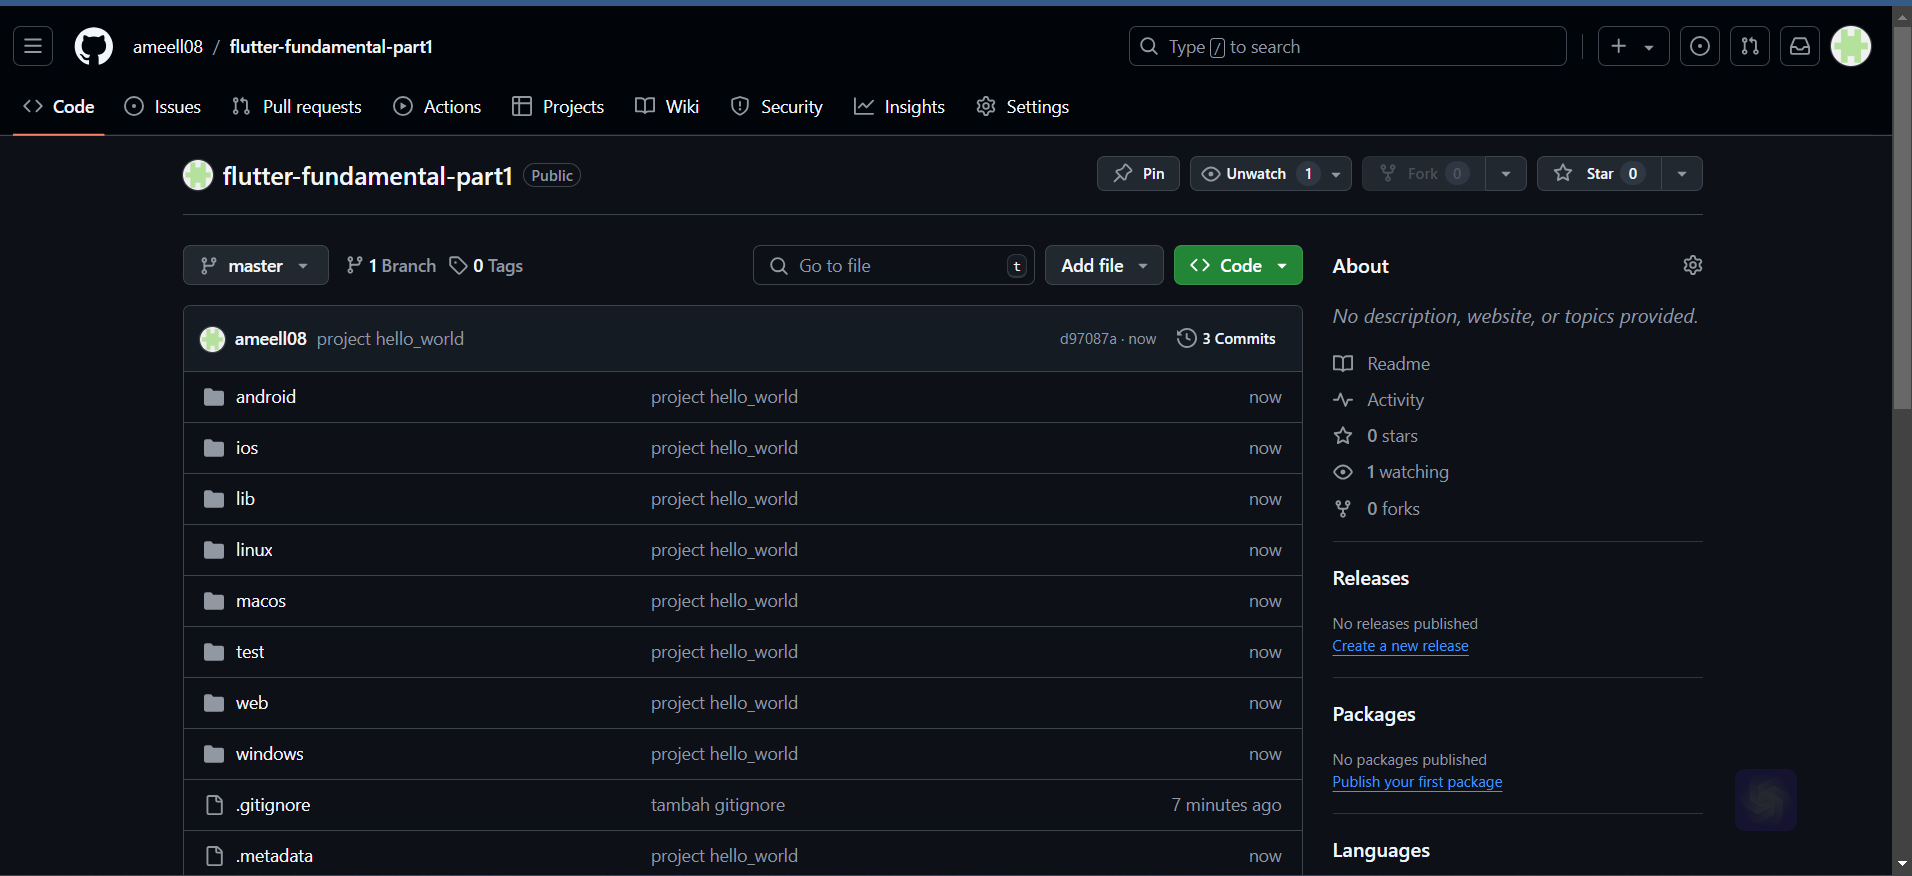 ameell08 / flutter-fundamental-part1
Type / to search
Code Issues Pull requests Actions Projects Wiki Security Insights Settings
flutter-fundamental-part1 Public
Pin Unwatch 1 Fork 0 Star 0
master 1 Branch 0 Tags Go to file t Add file Code
ameell08 project hello_world d97087a · now 3 Commits
android project hello_world now
ios project hello_world now
lib project hello_world now
linux project hello_world now
macos project hello_world now
test project hello_world now
web project hello_world now
windows project hello_world now
.gitignore tambah gitignore 7 minutes ago
.metadata project hello_world now
About
No description, website, or topics provided.
Readme
Activity
0 stars
1 watching
0 forks
Releases
No releases published
Create a new release
Packages
No packages published
Publish your first package
Languages